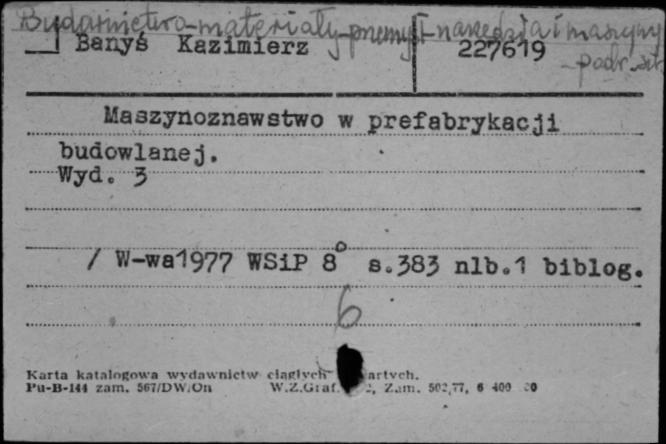 Budownictwo-materiały-przemysł-narzędzia i maszyny
-podr.
Banyś Kazimierz 227619
Maszynoznawstwo w prefabrykacji
budowlanej.
Wyd. 3
/ W-wa1977 WSiP 8° s.383 nlb.1 biblog.
6
Karta katalogowa wydawnictw ciągłych
Pu-B-144 zam. 567/DW/On W.Z.Graf. Zam. 502/77, 6 400